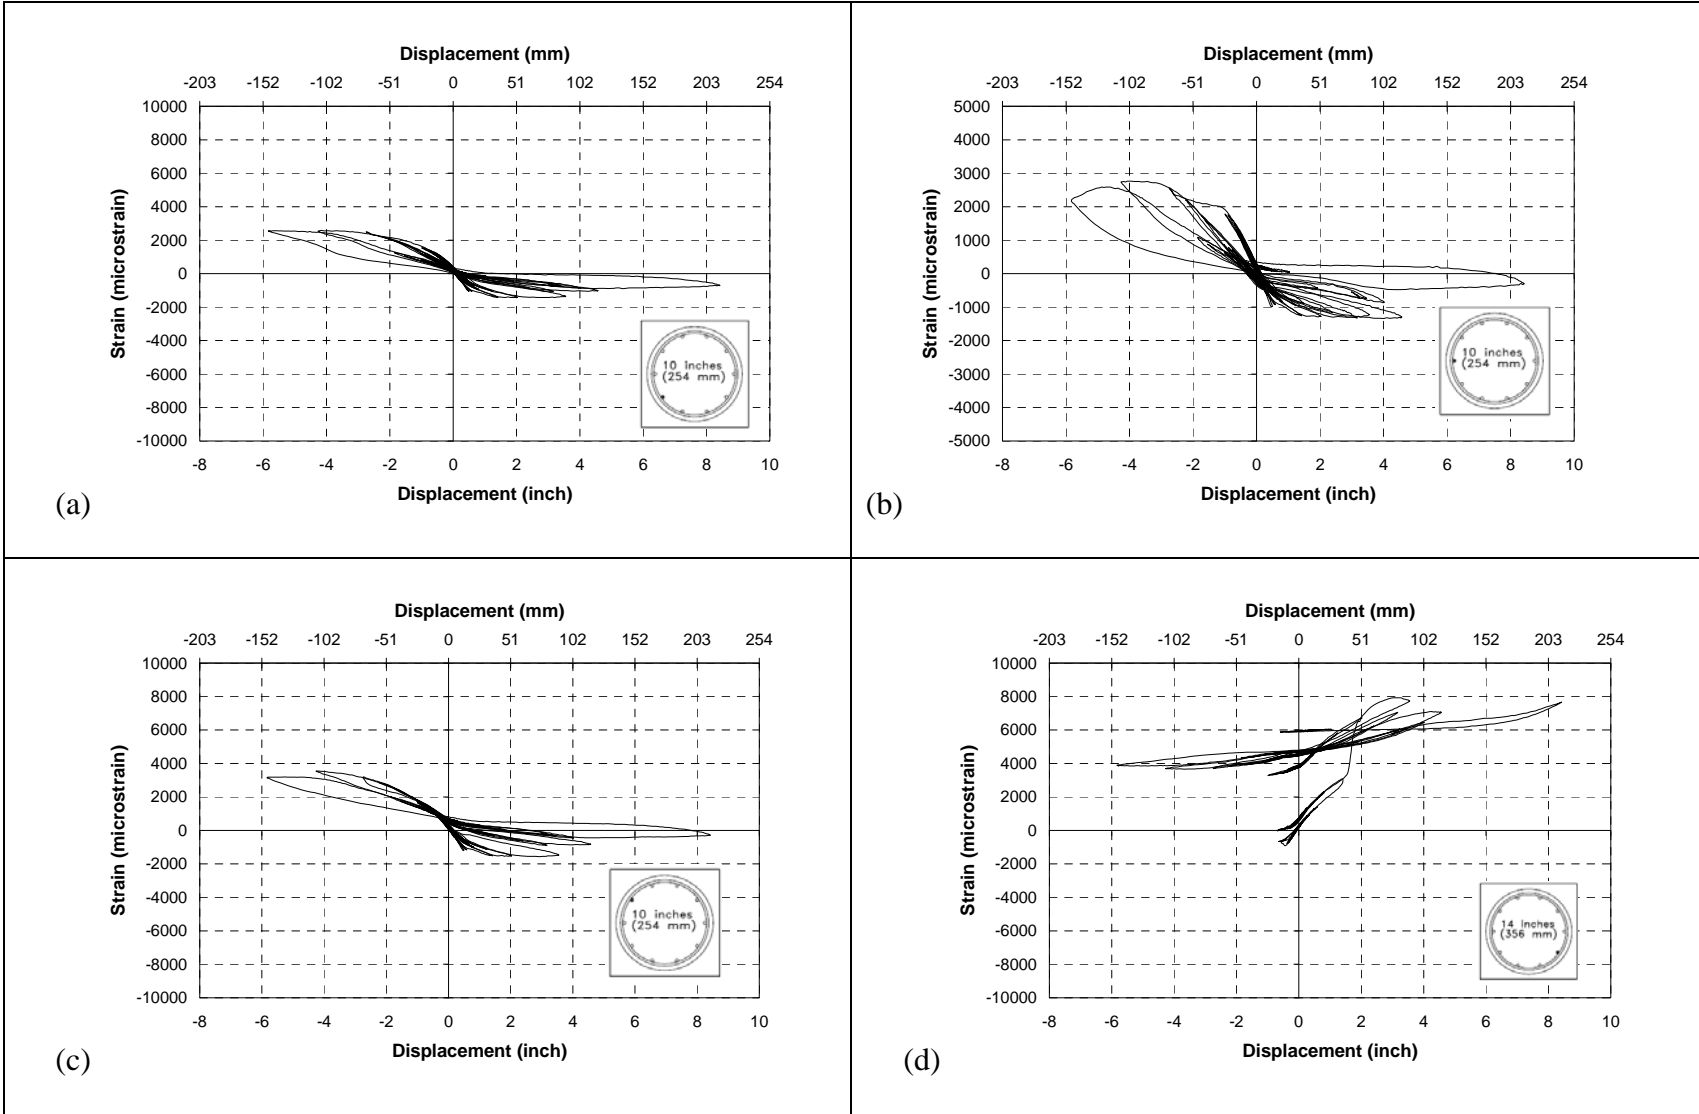 Displacement (mm)
-203 -152 -102 -51 0 51 102 152 203 254
10000
8000
6000
4000
2000
0
-2000
-4000
-6000
-8000
-10000
Strain (microstrain)
10 inches
(254 mm)
-8 -6 -4 -2 0 2 4 6 8 10
Displacement (inch)
(a)
Displacement (mm)
-203 -152 -102 -51 0 51 102 152 203 254
5000
4000
3000
2000
1000
0
-1000
-2000
-3000
-4000
-5000
Strain (microstrain)
10 inches
(254 mm)
-8 -6 -4 -2 0 2 4 6 8 10
Displacement (inch)
(b)
Displacement (mm)
-203 -152 -102 -51 0 51 102 152 203 254
10000
8000
6000
4000
2000
0
-2000
-4000
-6000
-8000
-10000
Strain (microstrain)
10 inches
(254 mm)
-8 -6 -4 -2 0 2 4 6 8 10
Displacement (inch)
(c)
Displacement (mm)
-203 -152 -102 -51 0 51 102 152 203 254
10000
8000
6000
4000
2000
0
-2000
-4000
-6000
-8000
-10000
Strain (microstrain)
14 inches
(356 mm)
-8 -6 -4 -2 0 2 4 6 8 10
Displacement (inch)
(d)